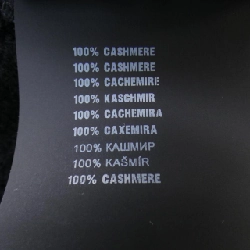 100% CASHMERE
100% CASHMERE
100% CACHEMIRE
100% KASCHMIR
100% CACHEMIRA
100% CAXEMIRA
100% КАШМИР
100% KAŠMÍR
100% CASHMERE